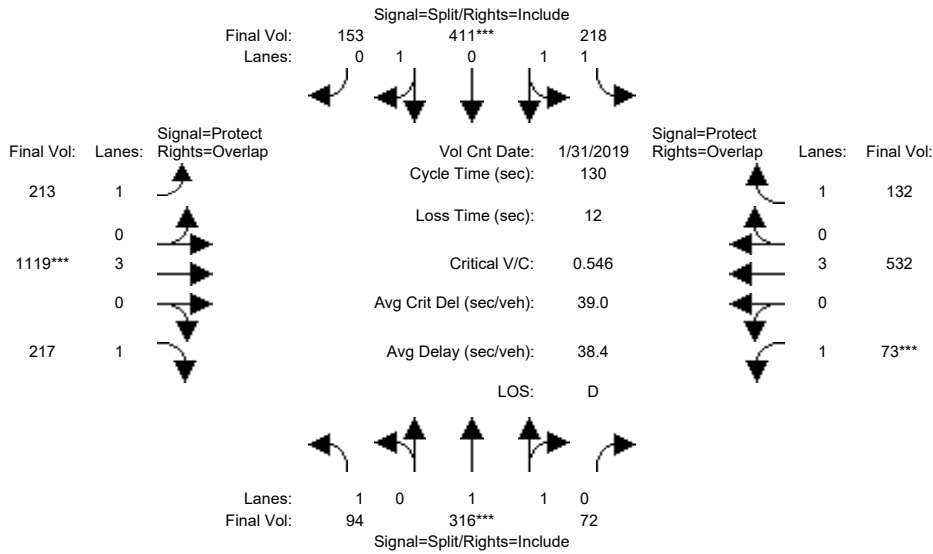 Signal=Split/Rights=Include
Final Vol: 153 411*** 218
Lanes: 0 1 0 1 1
Signal=Protect
Final Vol: Lanes: Rights=Overlap
Vol Cnt Date: 1/31/2019
Signal=Protect
Rights=Overlap Lanes: Final Vol:
Cycle Time (sec): 130
213 1
1 132
Loss Time (sec): 12
0
0
1119*** 3
Critical V/C: 0.546
3 532
0
Avg Crit Del (sec/veh): 39.0
0
217 1
Avg Delay (sec/veh): 38.4
1 73***
LOS: D
Lanes: 1 0 1 1 0
Final Vol: 94 316*** 72
Signal=Split/Rights=Include